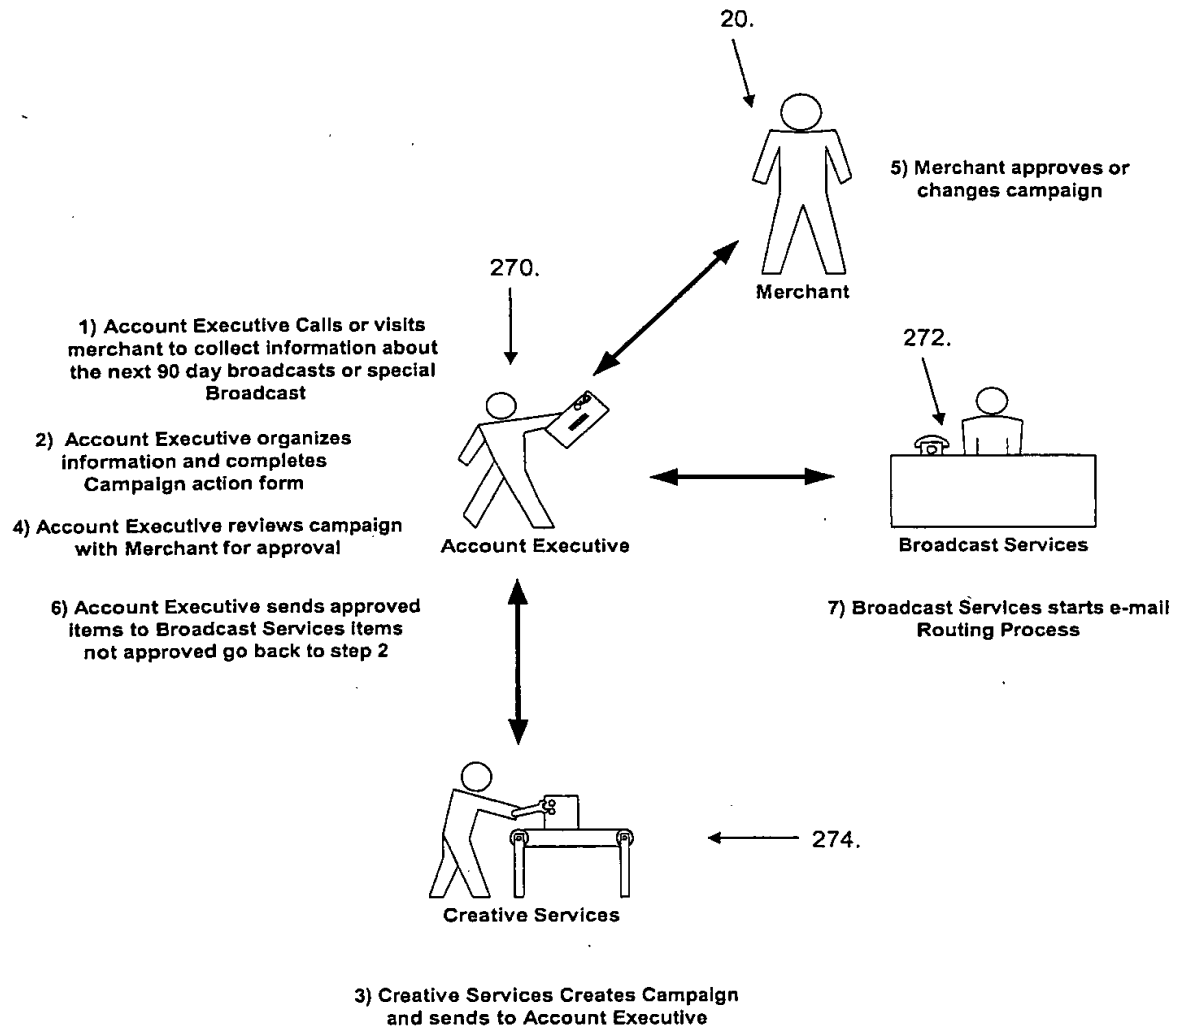 20.
5) Merchant approves or
changes campaign
Merchant
270.
1) Account Executive Calls or visits
merchant to collect information about
the next 90 day broadcasts or special
Broadcast
272.
2) Account Executive organizes
information and completes
Campaign action form
4) Account Executive reviews campaign
with Merchant for approval
Account Executive
Broadcast Services
6) Account Executive sends approved
items to Broadcast Services items
not approved go back to step 2
7) Broadcast Services starts e-mail
Routing Process
274.
Creative Services
3) Creative Services Creates Campaign
and sends to Account Executive